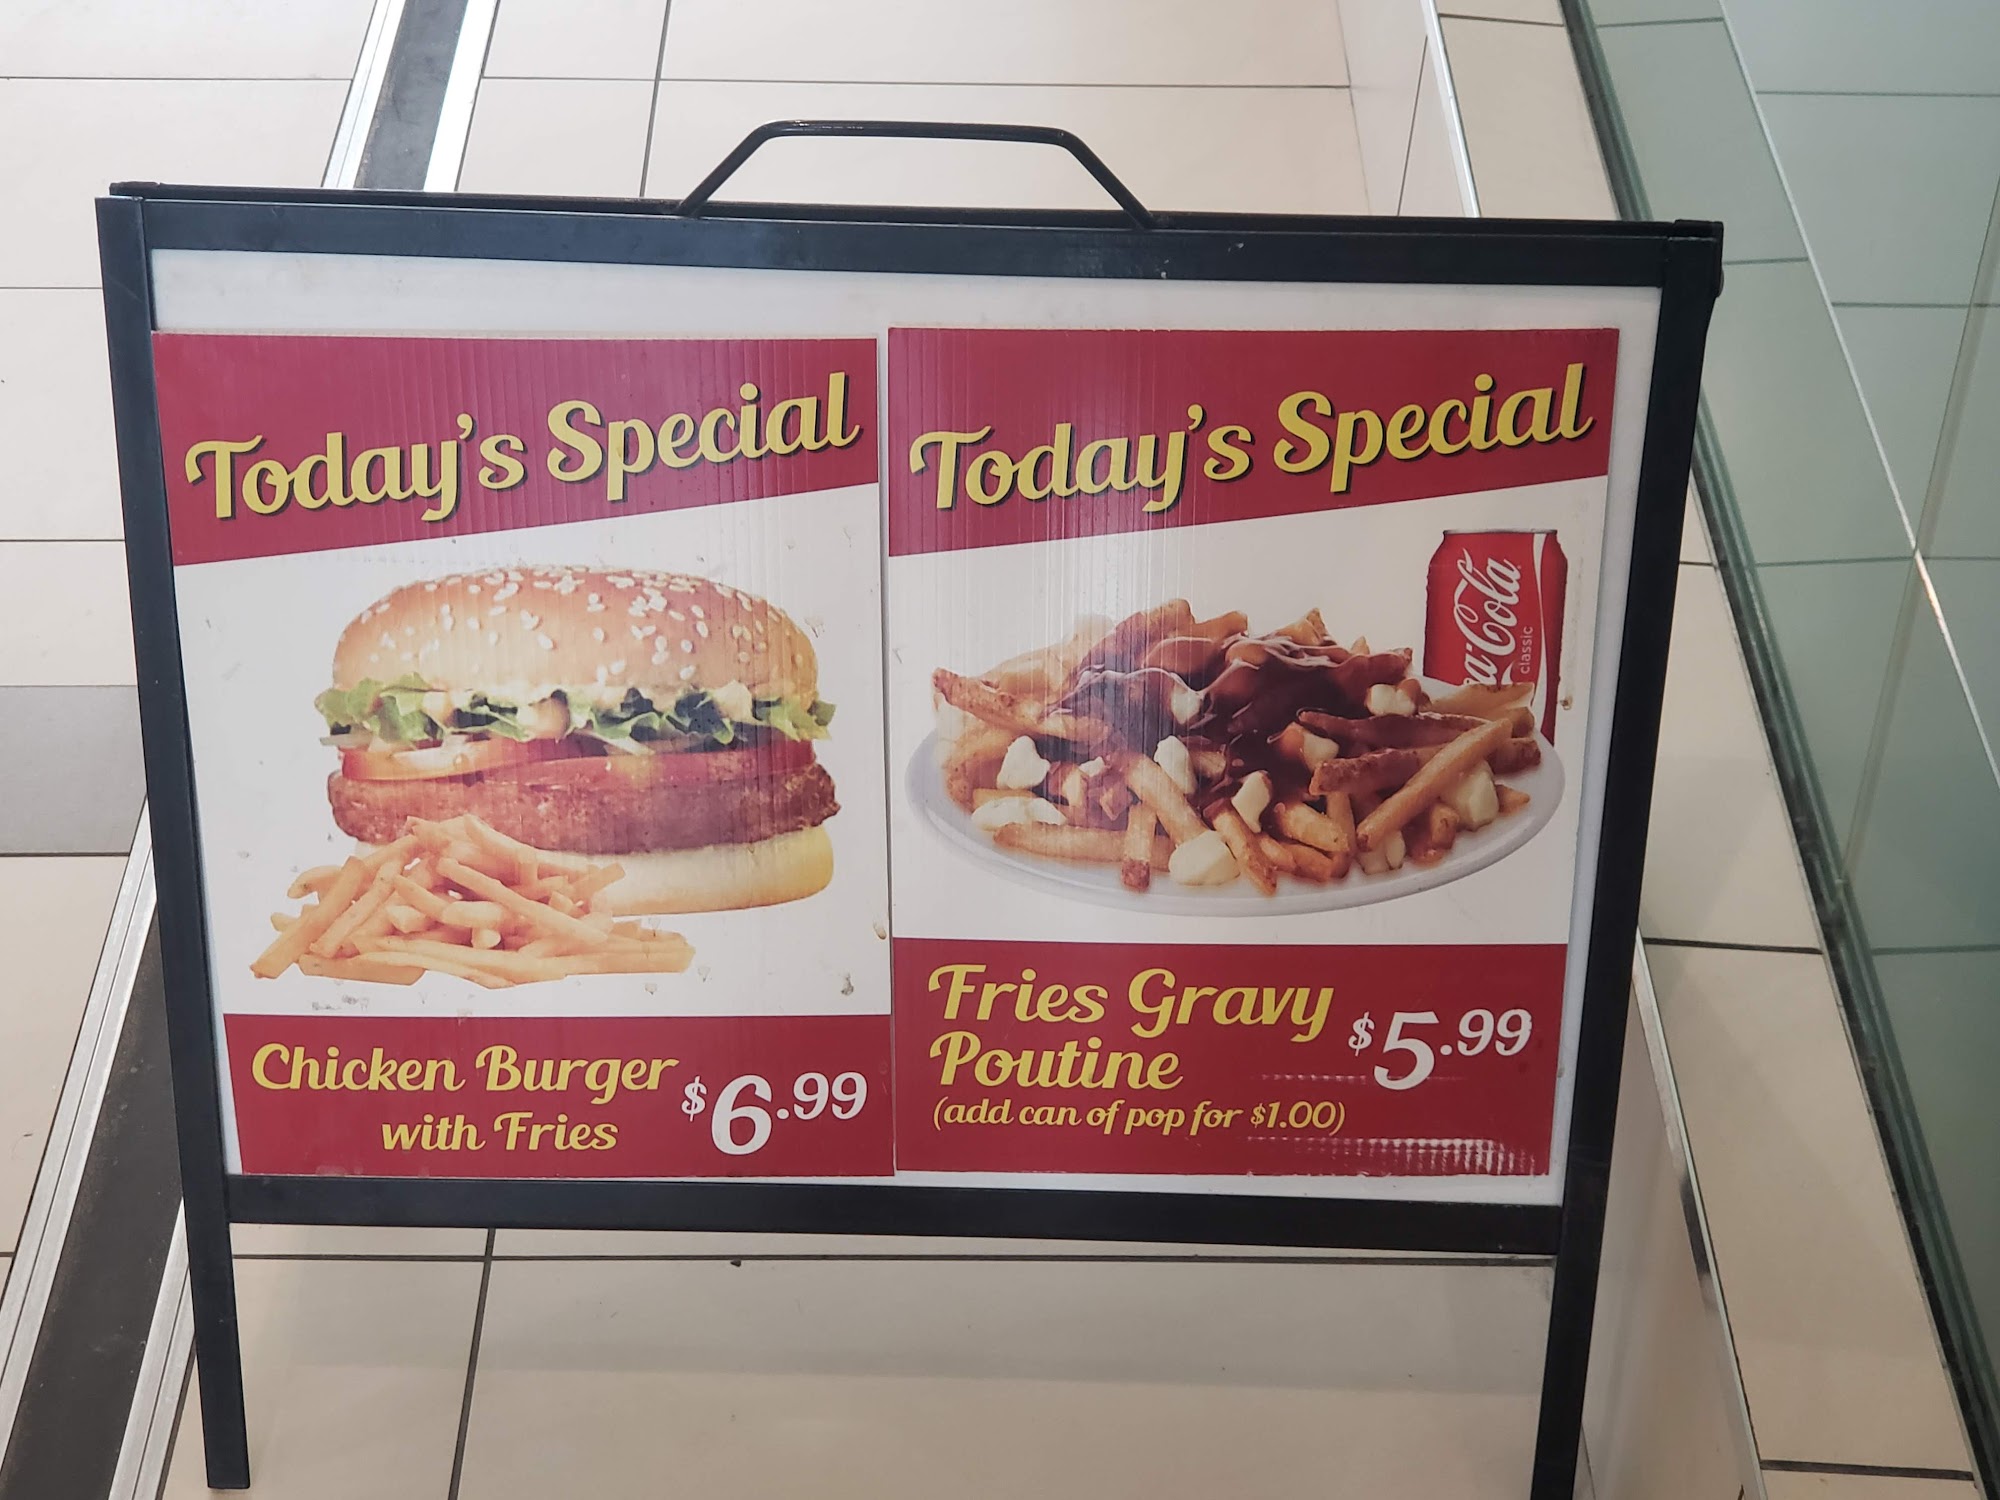 Today's Special
Chicken Burger
with Fries
$6.99
Today's Special
Coca-Cola
classic
Fries Gravy
Poutine
$5.99
(add can of pop for $1.00)